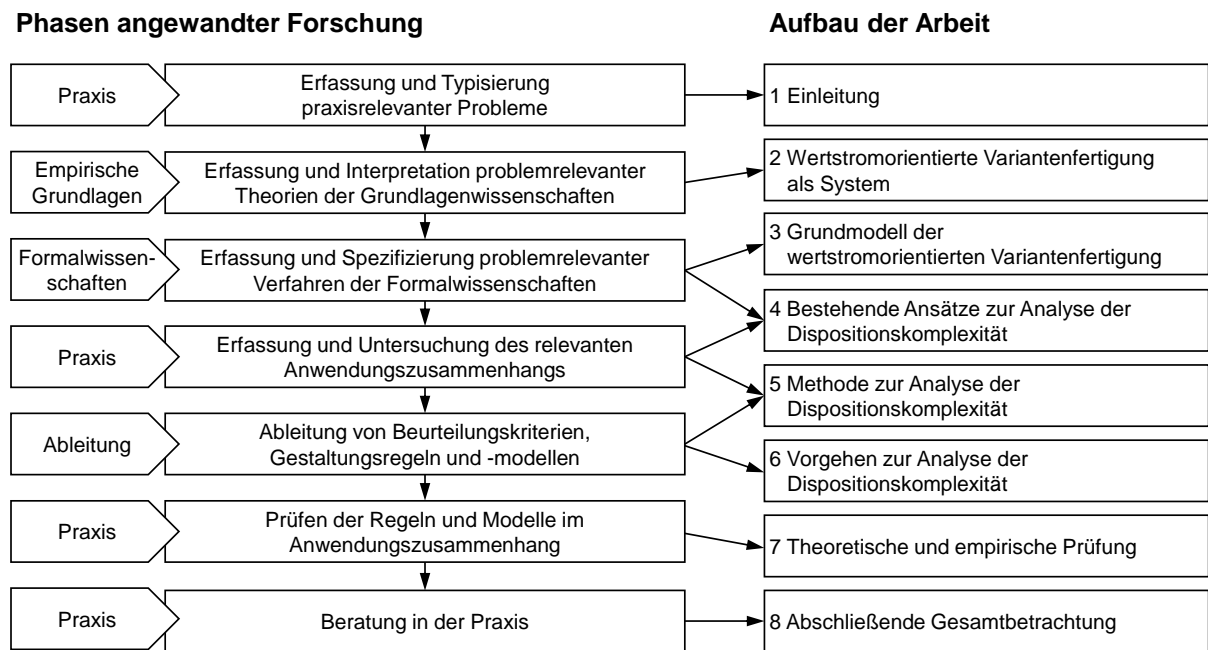 Phasen angewandter Forschung
Aufbau der Arbeit
Praxis
Erfassung und Typisierung
praxisrelevanter Probleme
1 Einleitung
Empirische
Grundlagen
Erfassung und Interpretation problemrelevanter
Theorien der Grundlagenwissenschaften
2 Wertstromorientierte Variantenfertigung
als System
Formalwissen-
schaften
Erfassung und Spezifizierung problemrelevanter
Verfahren der Formalwissenschaften
3 Grundmodell der
wertstromorientierten Variantenfertigung
4 Bestehende Ansätze zur Analyse der
Dispositionskomplexität
Praxis
Erfassung und Untersuchung des relevanten
Anwendungszusammenhangs
5 Methode zur Analyse der
Dispositionskomplexität
Ableitung
Ableitung von Beurteilungskriterien,
Gestaltungsregeln und -modellen
6 Vorgehen zur Analyse der
Dispositionskomplexität
Praxis
Prüfen der Regeln und Modelle im
Anwendungszusammenhang
7 Theoretische und empirische Prüfung
Praxis
Beratung in der Praxis
8 Abschließende Gesamtbetrachtung